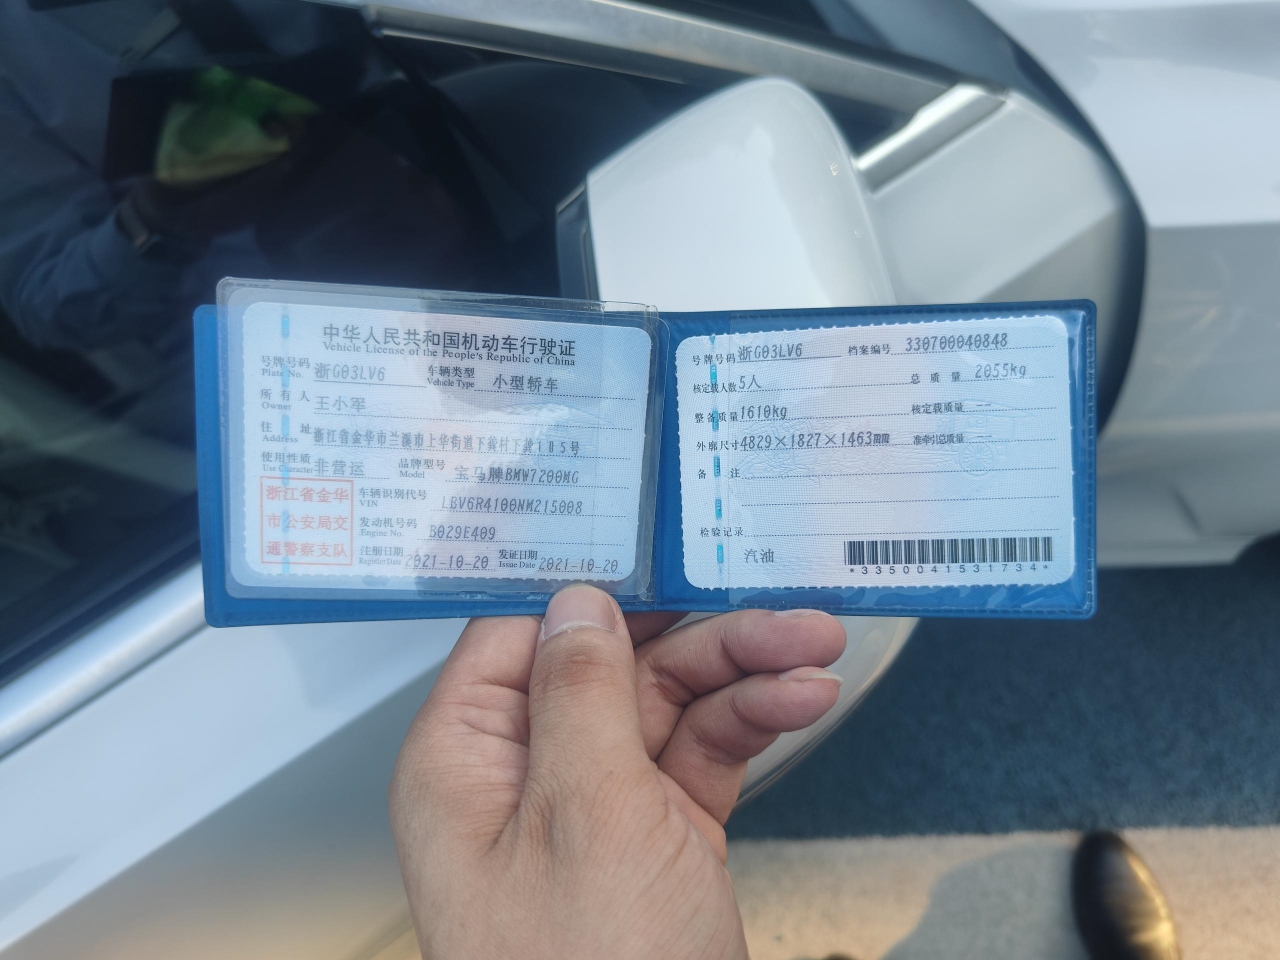 中华人民共和国机动车行驶证
Vehicle License of the People's Republic of China
号牌号码 浙G03LV6 车辆类型 小型轿车
Plate No. Vehicle Type
所有人 王小军
Owner
住址 浙江省金华市兰溪市上华街道下龚村下龚105号
Address
使用性质 非营运 品牌型号 宝马牌BMW7200MG
Use Character Model
浙江省金华
市公安局交
通警察支队
车辆识别代号 LBV6R4100NM215008
VIN
发动机号码 B029E409
Engine No.
注册日期 2021-10-20 发证日期 2021-10-20
Register Date Issue Date
号牌号码 浙G03LV6 档案编号 330700040848
核定载人数 5人 总质量 2055kg
整备质量 1610kg 核定载质量 --
外廓尺寸 4829×1827×1463mm 准牵引总质量 --
备注
检验记录
汽油
*3350041531734*